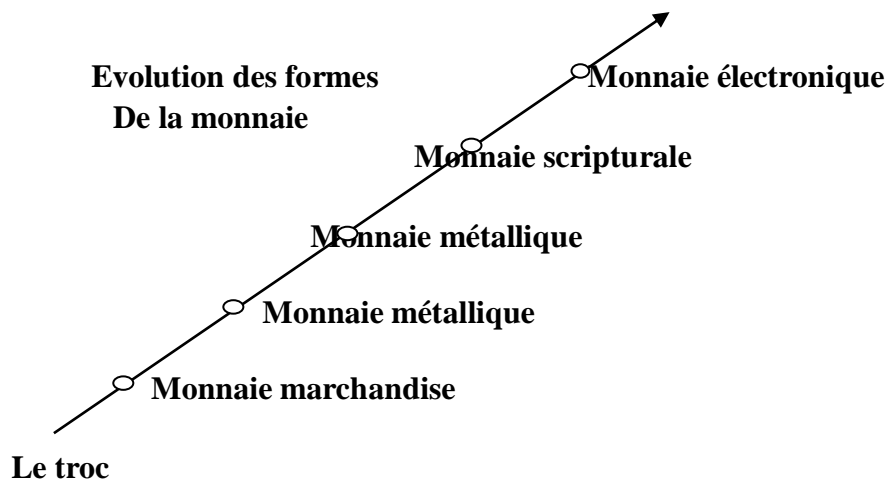 Evolution des formes
De la monnaie
Monnaie électronique
Monnaie scripturale
Monnaie métallique
Monnaie métallique
Monnaie marchandise
Le troc